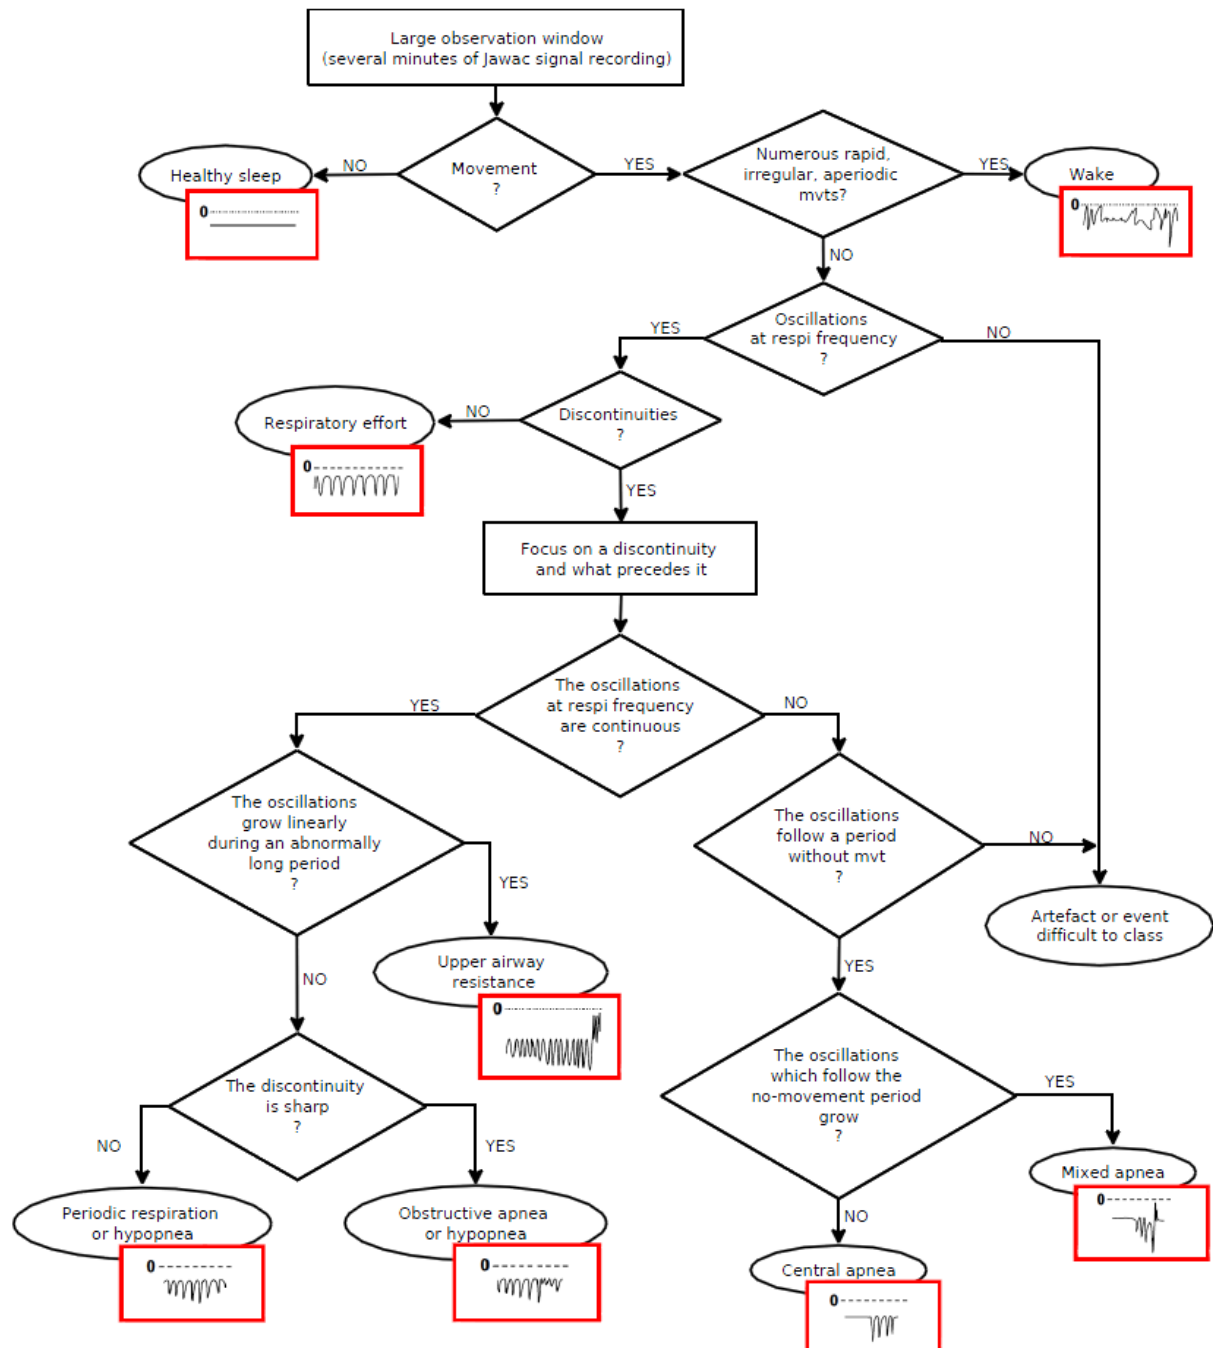 Large observation window
(several minutes of Jawac signal recording)
Movement
?
NO
YES
Healthy sleep
0
Numerous rapid,
irregular, aperiodic
mvts?
YES
Wake
0
NO
Oscillations
at respi frequency
?
YES
NO
Discontinuities
?
NO
Respiratory effort
0
YES
Focus on a discontinuity
and what precedes it
The oscillations
at respi frequency
are continuous
?
YES
NO
The oscillations
grow linearly
during an abnormally
long period
?
YES
NO
Upper airway
resistance
0
The oscillations
follow a period
without mvt
?
NO
YES
Artefact or event
difficult to class
The discontinuity
is sharp
?
NO
YES
Periodic respiration
or hypopnea
0
Obstructive apnea
or hypopnea
0
The oscillations
which follow the
no-movement period
grow
?
YES
NO
Mixed apnea
0
Central apnea
0